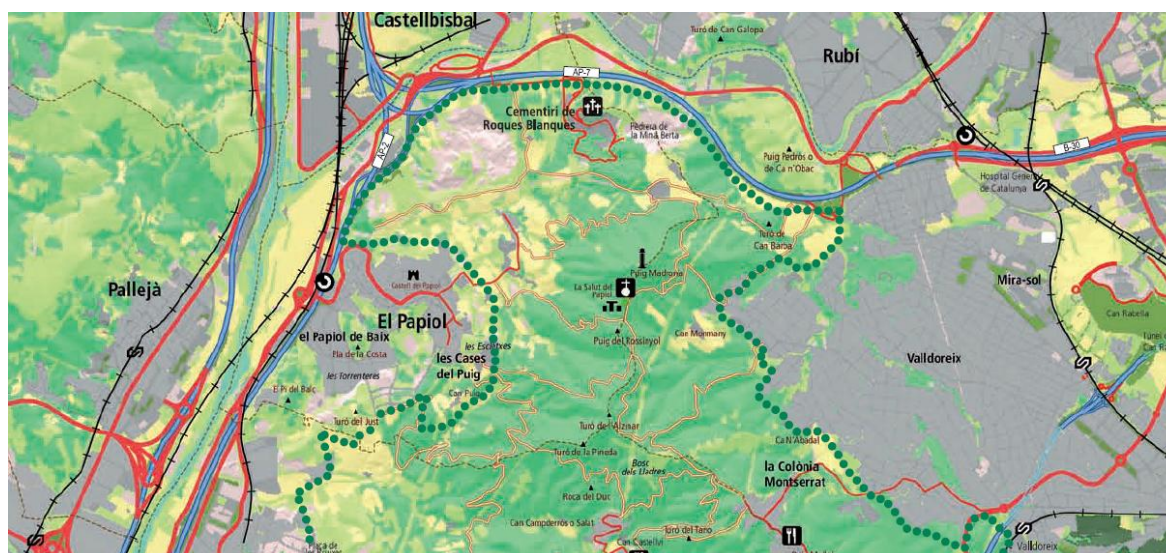 Castellbisbal
Turó de Can Galopa
Rubí
AP-7
Cementiri de
Roques Blanques
Pedrera de
la Mina Berta
AP-2
B-30
Puig Pedrós o
de Ca n'Obac
Hospital General
de Catalunya
Turó de
Can Barba
Pallejà
Castell del Papiol
Puig Madrona
La Salut del
Papiol
Mira-sol
Can Rabella
El Papiol
el Papiol de Baix
Pla de la Costa
les Escletxes
Puig del Rossinyol
Can Monmany
Valldoreix
Túnel
les Cases
del Puig
les Torrenteres
El Pi del Balç
Can Puig
Turó del Just
Turó de l'Alzinar
Ca N'Abadal
Turó de la Pineda
Bosc
dels Lladres
la Colònia
Montserrat
Roca del Duc
Can Campderrós o Salat
Turó del Tano
Can Castellví
Valldoreix